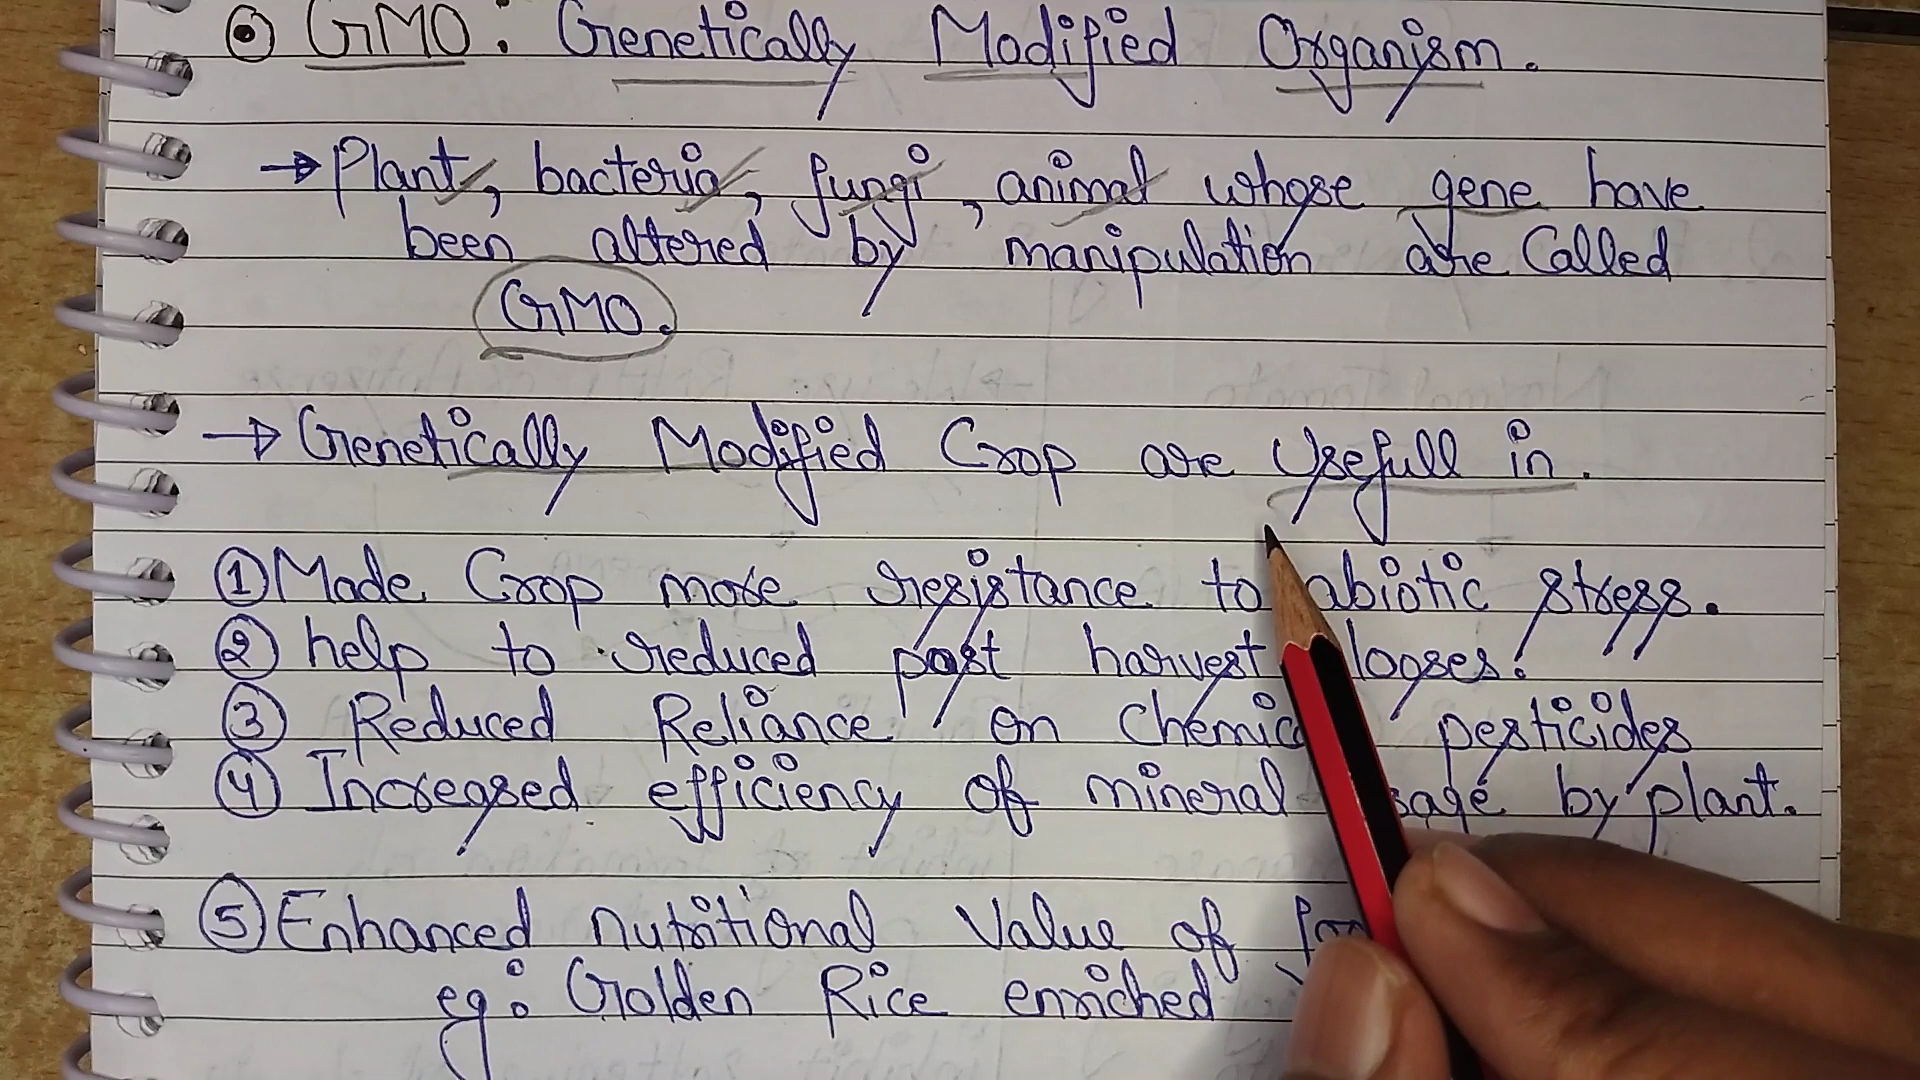 GMO: Genetically Modified Organism.
→ Plant, bacteria, fungi, animal whose gene have
been altered by manipulation are Called
GMO.
→ Genetically Modified Crop are Usefull in.
① Made Crop more resistance to abiotic stress.
② help to reduced post harvest looses.
③ Reduced Reliance on Chemic pesticides
④ Increased efficiency of mineral sage by plant.
⑤ Enhanced nutritional Value of foo
eg: Golden Rice enriched